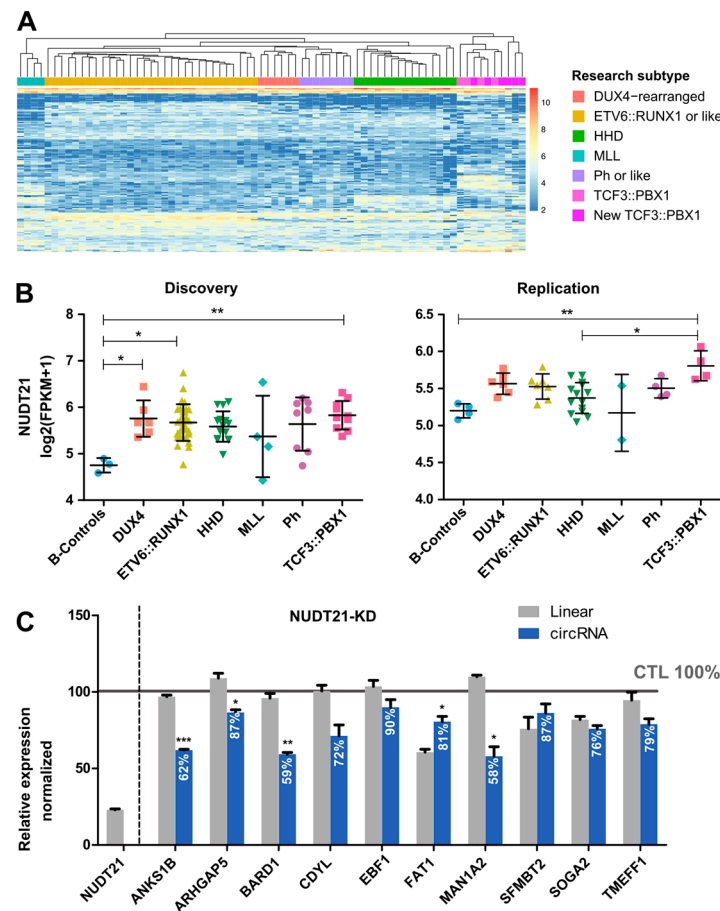 A
Research subtype
DUX4−rearranged
ETV6::RUNX1 or like
HHD
MLL
Ph or like
TCF3::PBX1
New TCF3::PBX1
10
8
6
4
2
B
Discovery
NUDT21
log2(FPKM+1)
8
7
6
5
4
**
*
*
B-Controls
DUX4
ETV6::RUNX1
HHD
MLL
Ph
TCF3::PBX1
Replication
6.5
6.0
5.5
5.0
4.5
4.0
**
*
B-Controls
DUX4
ETV6::RUNX1
HHD
MLL
Ph
TCF3::PBX1
C
NUDT21-KD
Linear
circRNA
CTL 100%
Relative expression
normalized
150
100
50
0
***
62%
*
87%
**
59%
72%
90%
*
81%
*
58%
87%
76%
79%
NUDT21
ANKS1B
ARHGAP5
BARD1
CDYL
EBF1
FAT1
MAN1A2
SFMBT2
SOGA2
TMEFF1